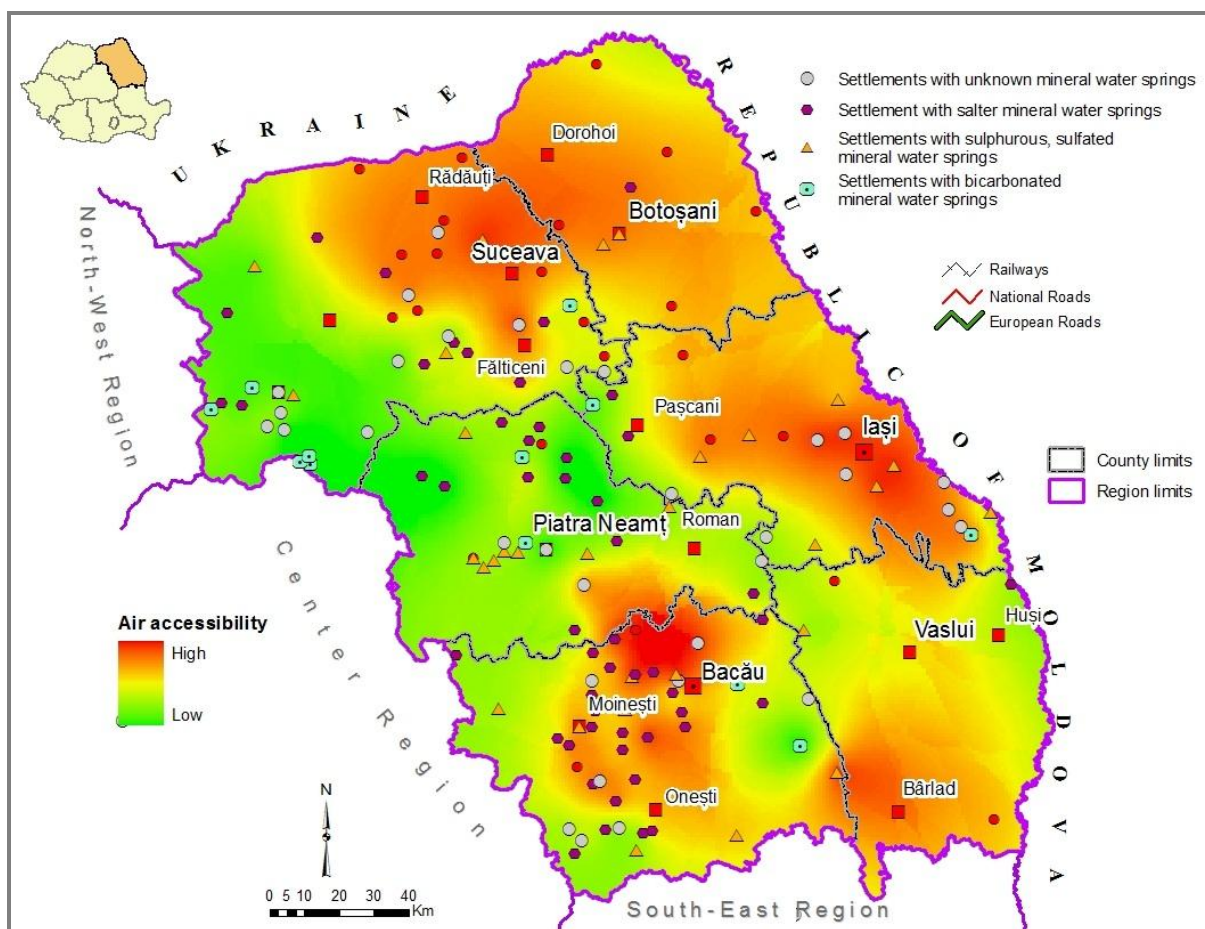 UKRAINE
REPUBLIC OF MOLDOVA
North-West Region
Center Region
South-East Region
Settlements with unknown mineral water springs
Settlement with salter mineral water springs
Settlements with sulphurous, sulfated
mineral water springs
Settlements with bicarbonated
mineral water springs
Railways
National Roads
European Roads
County limits
Region limits
Dorohoi
Rădăuți
Botoșani
Suceava
Fălticeni
Pașcani
Iași
Piatra Neamț
Roman
Vaslui
Huși
Bacău
Moinești
Onești
Bârlad
Air accessibility
High
Low
N
0 5 10 20 30 40
Km